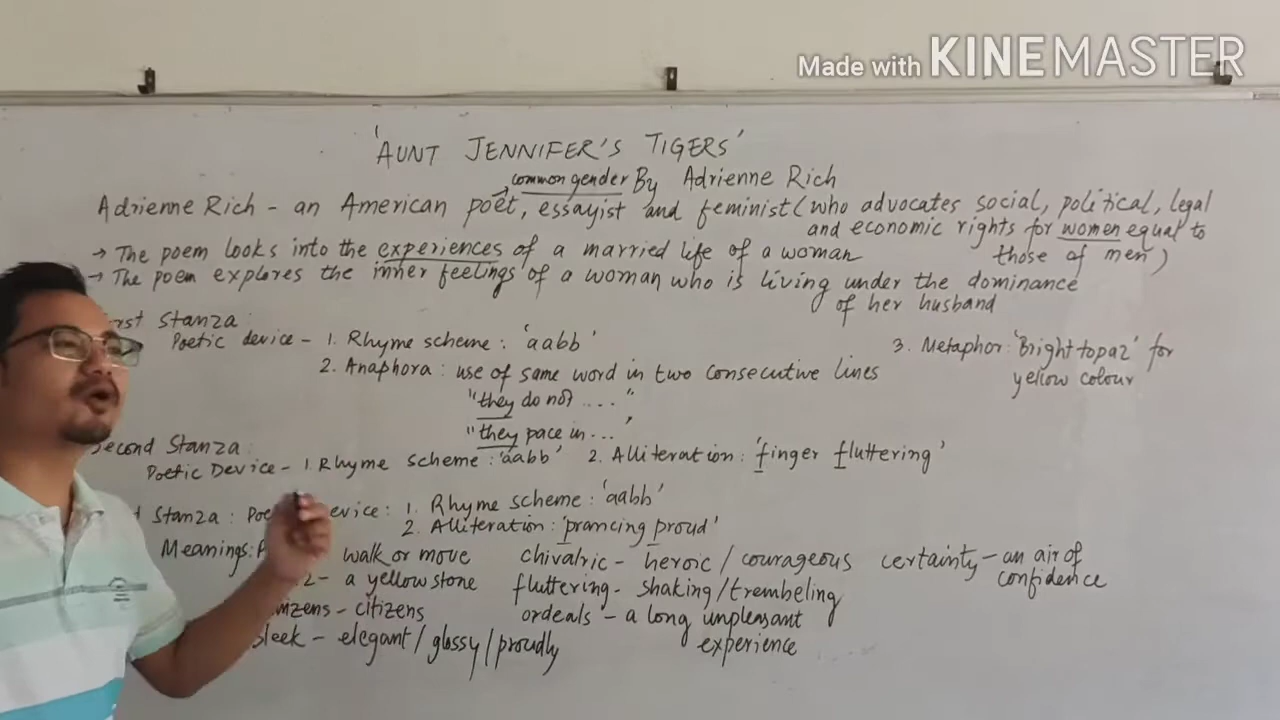 Made with KINEMASTER
'AUNT JENNIFER'S TIGERS'
common gender By Adrienne Rich
Adrienne Rich - an American poet, essayist and feminist (who advocates social, political, legal
and economic rights for women equal to
those of men)
→ The poem looks into the experiences of a married life of a woman
→ The poem explores the inner feelings of a woman who is living under the dominance
of her husband
Stanza:
Poetic device - 1. Rhyme scheme: 'aabb'
3. Metaphor: 'Bright topaz' for
yellow colour
2. Anaphora: use of same word in two consecutive lines
"they do not ...."
"they pace in..."
Second Stanza:
Poetic Device - 1. Rhyme scheme: 'aabb' 2. Alliteration: 'finger fluttering'
Stanza: device: 1. Rhyme scheme: 'aabb'
2. Alliteration: 'prancing proud'
Meanings: walk or move chivalric - heroic / courageous certainty - an air of
confidence
- a yellow stone fluttering - shaking/trembeling
- citizens ordeals - a long unpleasant
experience
Sleek - elegant / glossy / proudly